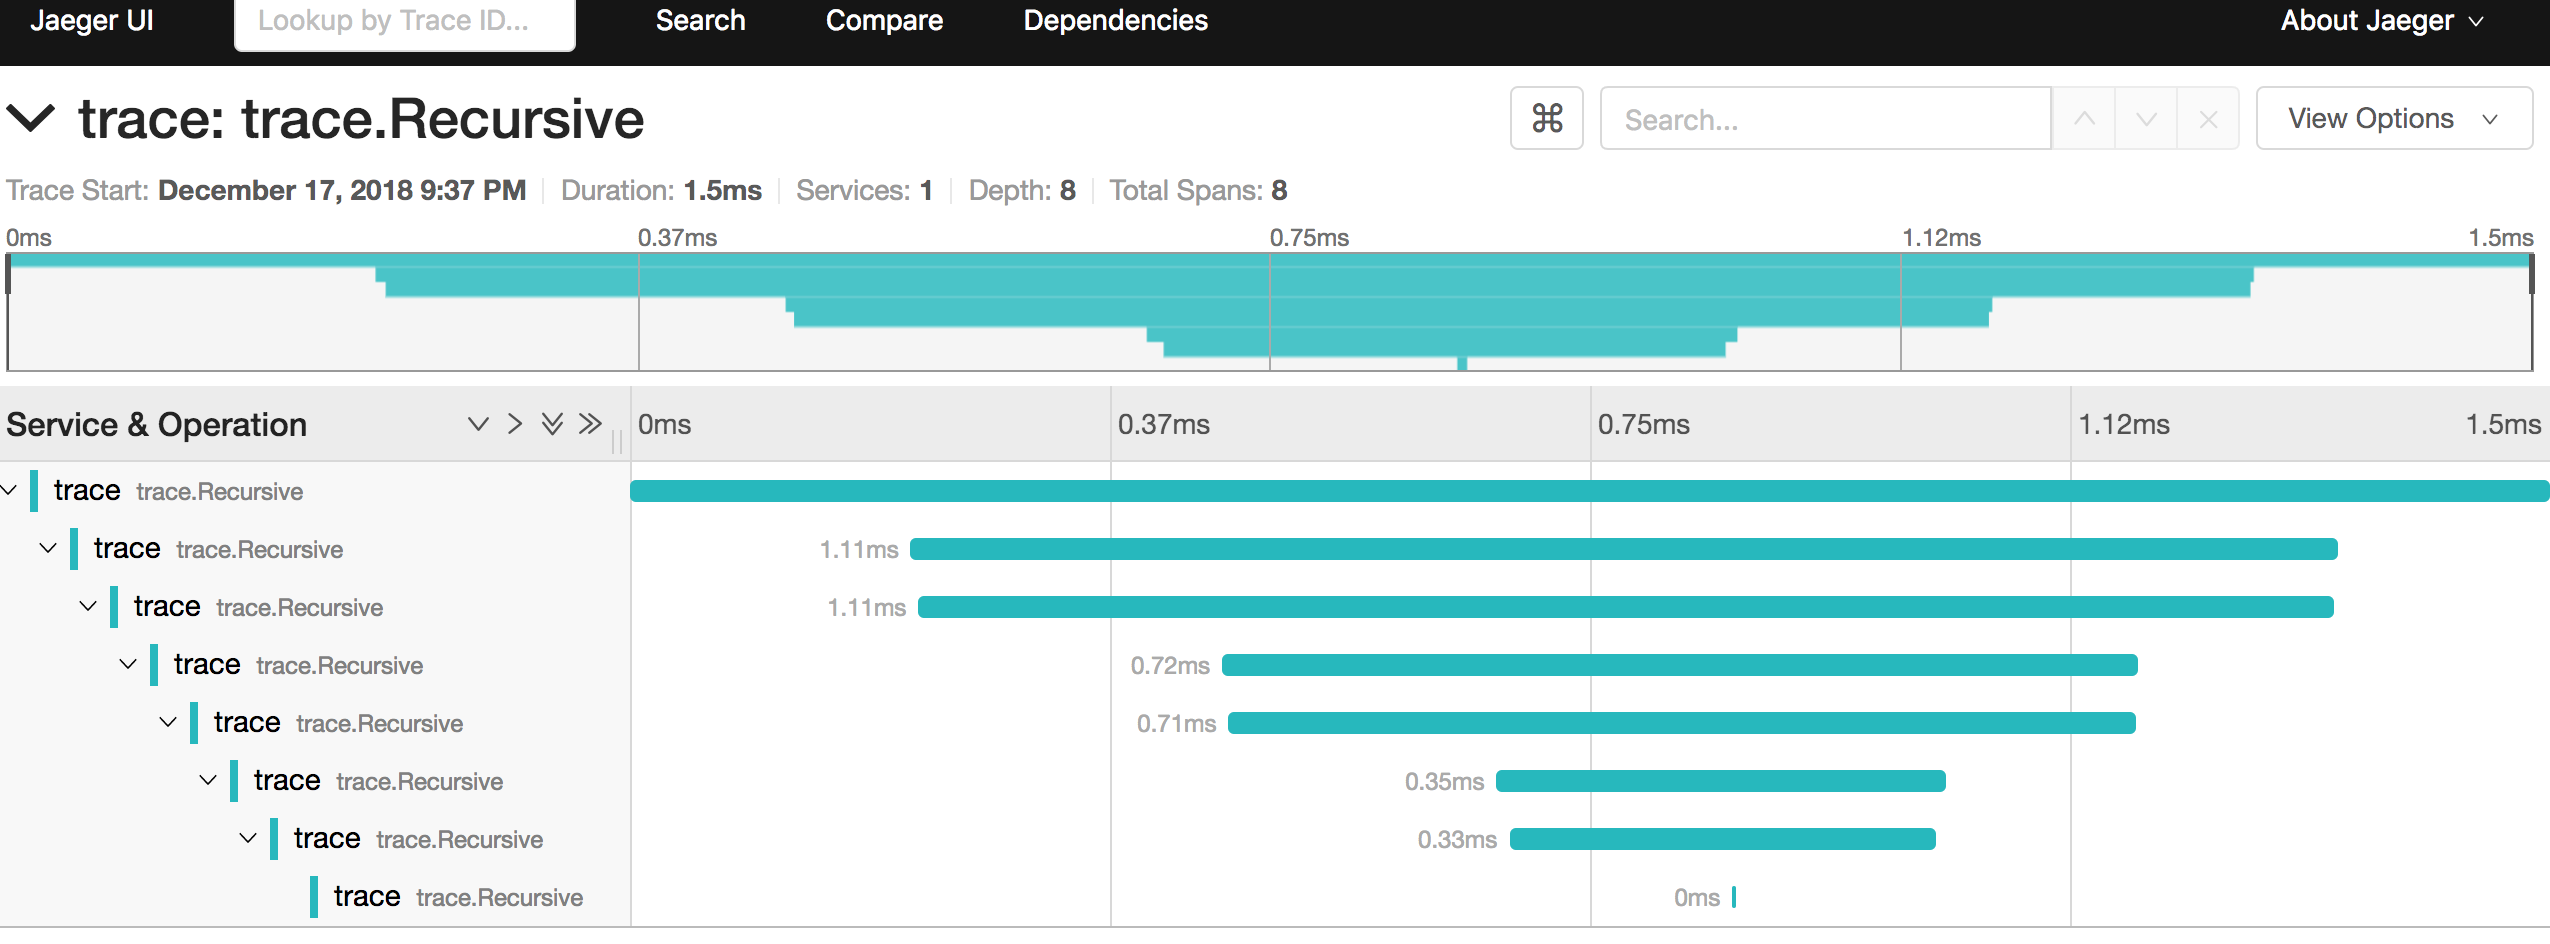 Jaeger UI Lookup by Trace ID... Search Compare Dependencies About Jaeger
trace: trace.Recursive ⌘ Search... View Options
Trace Start: December 17, 2018 9:37 PM Duration: 1.5ms Services: 1 Depth: 8 Total Spans: 8
0ms 0.37ms 0.75ms 1.12ms 1.5ms
Service & Operation 0ms 0.37ms 0.75ms 1.12ms 1.5ms
trace trace.Recursive
trace trace.Recursive 1.11ms
trace trace.Recursive 1.11ms
trace trace.Recursive 0.72ms
trace trace.Recursive 0.71ms
trace trace.Recursive 0.35ms
trace trace.Recursive 0.33ms
trace trace.Recursive 0ms